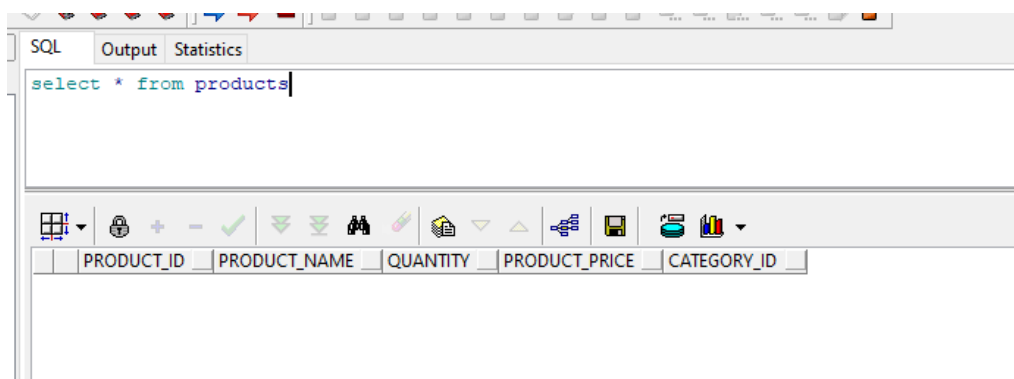 SQL Output Statistics
select * from products
PRODUCT_ID PRODUCT_NAME QUANTITY PRODUCT_PRICE CATEGORY_ID